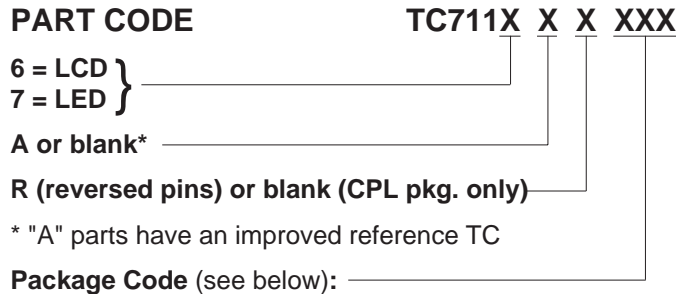 PART CODE TC711X X X XXX
6 = LCD }
7 = LED
A or blank*
R (reversed pins) or blank (CPL pkg. only)
* "A" parts have an improved reference TC
Package Code (see below):